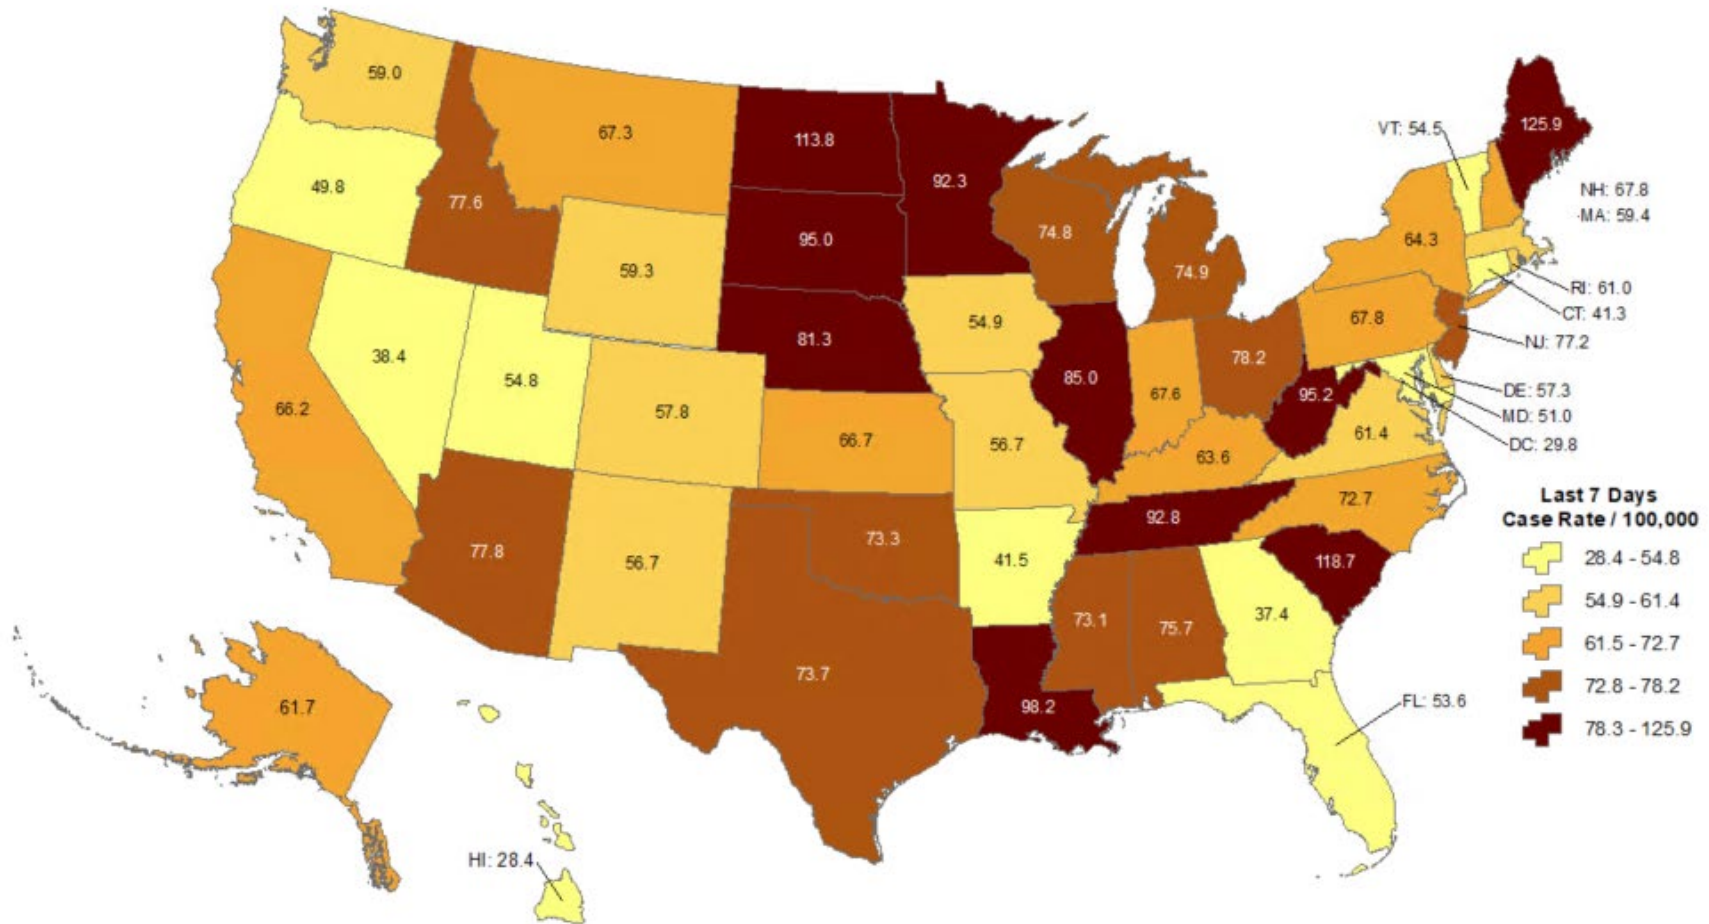 59.0
67.3
113.8
92.3
VT: 54.5
125.9
49.8
77.6
NH: 67.8
MA: 59.4
59.3
95.0
74.8
74.9
64.3
RI: 61.0
CT: 41.3
NJ: 77.2
38.4
54.8
81.3
54.9
67.8
78.2
DE: 57.3
MD: 51.0
DC: 29.8
66.2
57.8
66.7
56.7
85.0
67.6
95.2
61.4
63.6
72.7
77.8
56.7
73.3
41.5
92.8
118.7
73.7
73.1
75.7
37.4
98.2
FL: 53.6
61.7
HI: 28.4
Last 7 Days
Case Rate / 100,000
28.4 - 54.8
54.9 - 61.4
61.5 - 72.7
72.8 - 78.2
78.3 - 125.9